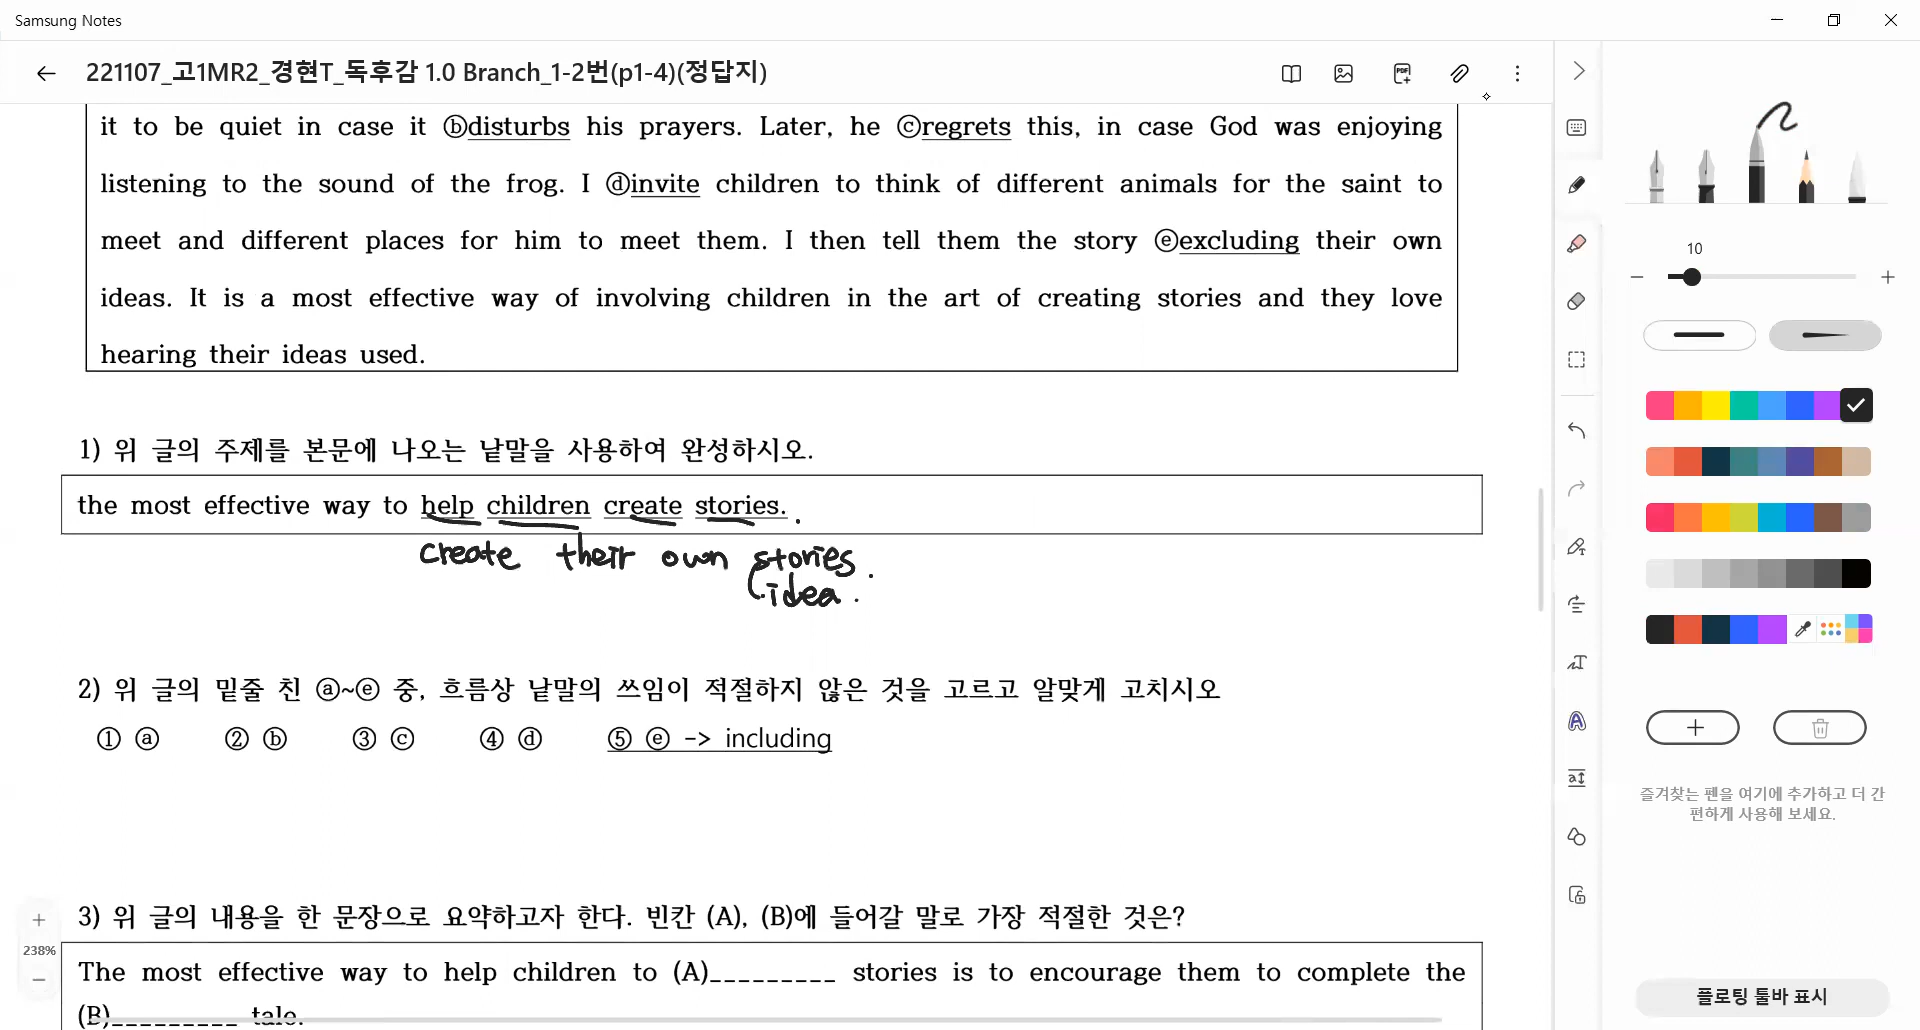 Samsung Notes
221107_고1MR2_경현T_독후감 1.0 Branch_1-2번(p1-4)(정답지)
it to be quiet in case it ⓑdisturbs his prayers. Later, he ⓒregrets this, in case God was enjoying
listening to the sound of the frog. I ⓓinvite children to think of different animals for the saint to
meet and different places for him to meet them. I then tell them the story ⓔexcluding their own
ideas. It is a most effective way of involving children in the art of creating stories and they love
hearing their ideas used.
1) 위 글의 주제를 본문에 나오는 낱말을 사용하여 완성하시오.
the most effective way to help children create stories.
create their own stories.
idea.
2) 위 글의 밑줄 친 ⓐ~ⓔ 중, 흐름상 낱말의 쓰임이 적절하지 않은 것을 고르고 알맞게 고치시오
① ⓐ ② ⓑ ③ ⓒ ④ ⓓ ⑤ ⓔ -> including
3) 위 글의 내용을 한 문장으로 요약하고자 한다. 빈칸 (A), (B)에 들어갈 말로 가장 적절한 것은?
The most effective way to help children to (A)_________ stories is to encourage them to complete the
(B)_________ tale.
238%
10
즐겨찾는 펜을 여기에 추가하고 더 간
편하게 사용해 보세요.
플로팅 툴바 표시